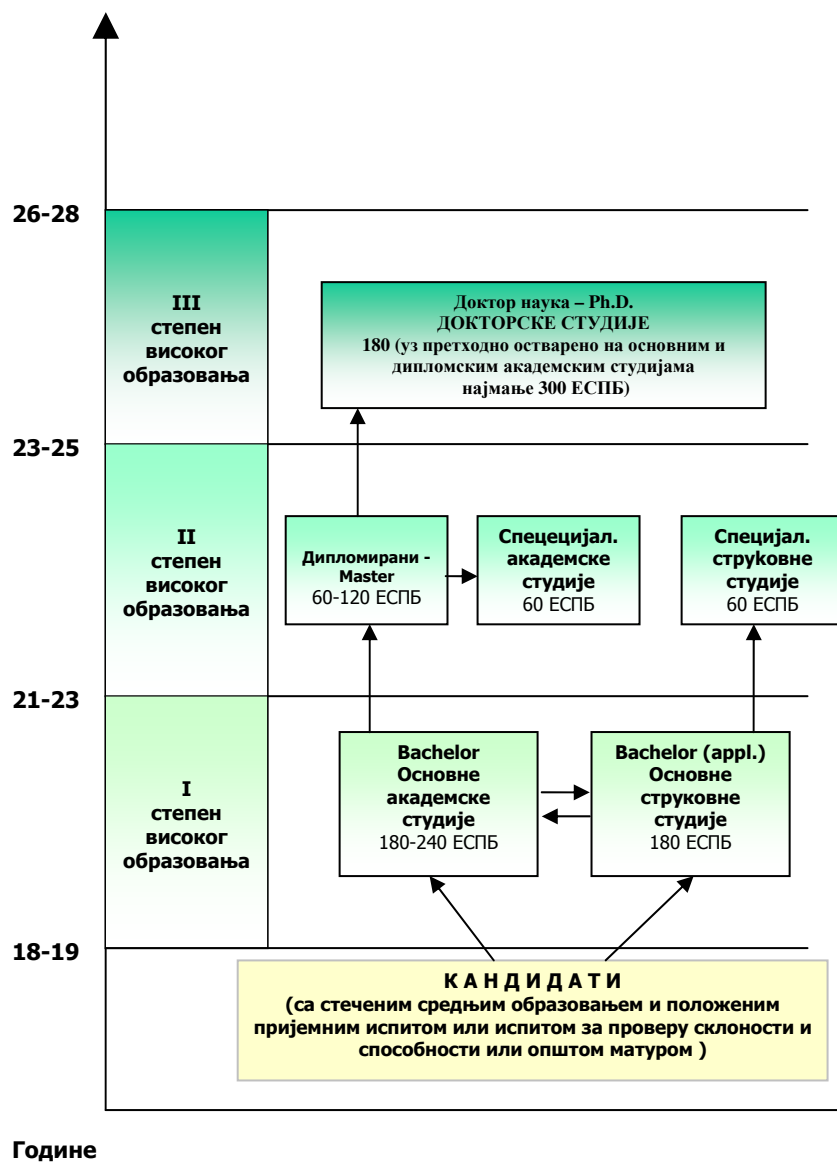 26-28
III
степен
високог
образовања
Доктор наука – Ph.D.
ДОКТОРСКЕ СТУДИЈЕ
180 (уз претходно остварено на основним и
дипломским академским студијама
најмање 300 ЕСПБ)
23-25
II
степен
високог
образовања
Дипломирани -
Master
60-120 ЕСПБ
Спецецијал.
академске
студије
60 ЕСПБ
Специјал.
струковне
студије
60 ЕСПБ
21-23
I
степен
високог
образовања
Bachelor
Основне
академске
студије
180-240 ЕСПБ
Bachelor (appl.)
Основне
струковне
студије
180 ЕСПБ
18-19
К А Н Д И Д А Т И
(са стеченим средњим образовањем и положеним
пријемним испитом или испитом за проверу склоности и
способности или општом матуром )
Године